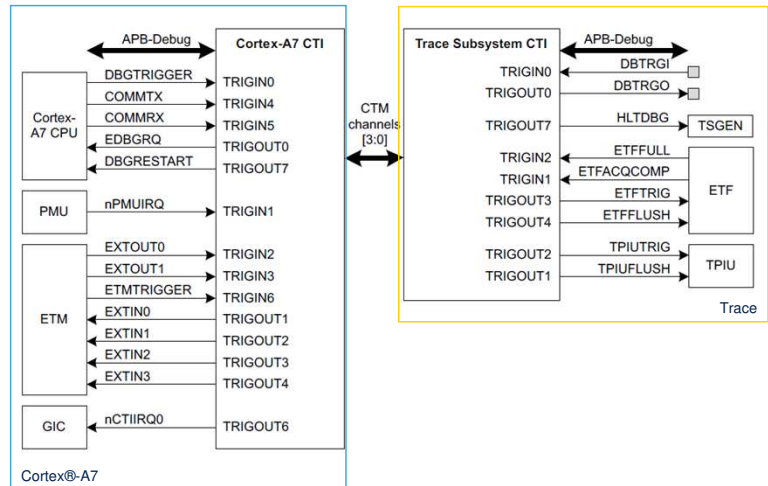 APB-Debug
Cortex-A7 CTI
DBGTRIGGER
TRIGIN0
COMMTX
TRIGIN4
Cortex-
A7 CPU
COMMRX
TRIGIN5
EDBGRQ
TRIGOUT0
DBGRESTART
TRIGOUT7
PMU
nPMUIRQ
TRIGIN1
EXTOUT0
TRIGIN2
EXTOUT1
TRIGIN3
ETMTRIGGER
TRIGIN6
ETM
EXTIN0
TRIGOUT1
EXTIN1
TRIGOUT2
EXTIN2
TRIGOUT3
EXTIN3
TRIGOUT4
GIC
nCTIIRQ0
TRIGOUT6
Cortex®-A7
CTM
channels
[3:0]
Trace Subsystem CTI
APB-Debug
TRIGIN0
DBTRGI
TRIGOUT0
DBTRGO
TRIGOUT7
HLTDBG
TSGEN
TRIGIN2
ETFFULL
TRIGIN1
ETFACQCOMP
ETF
TRIGOUT3
ETFTRIG
TRIGOUT4
ETFFLUSH
TRIGOUT2
TPIUTRIG
TPIU
TRIGOUT1
TPIUFLUSH
Trace